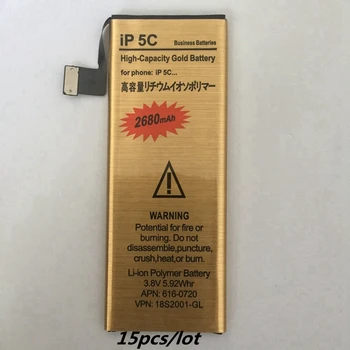 iP 5C
Business Batteries
High-Capacity Gold Battery
for phone: iP 5C...
高容量リチウムイオンポリマー
2680mAh
Potential for fire or
burning. Do not
disassemble,puncture,
crush,heat,or burn.
Li-ion Polymer Battery
3.8V 5.92Whr
APN: 616-0720
VPN: 18S2001-GL
15pcs/lot